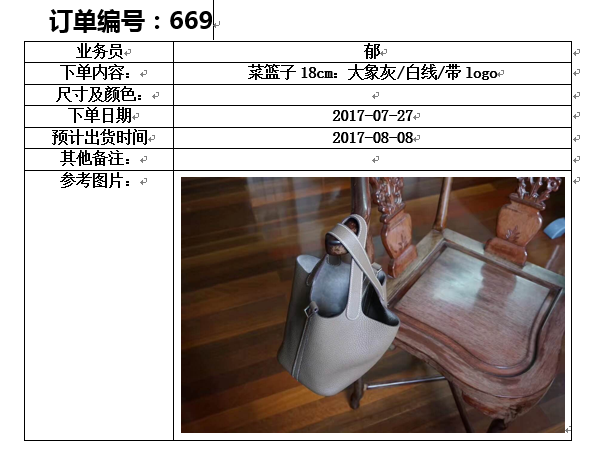 订单编号：669
业务员 郁
下单内容： 菜篮子 18cm：大象灰/白线/带 logo
尺寸及颜色：
下单日期 2017-07-27
预计出货时间 2017-08-08
其他备注：
参考图片：